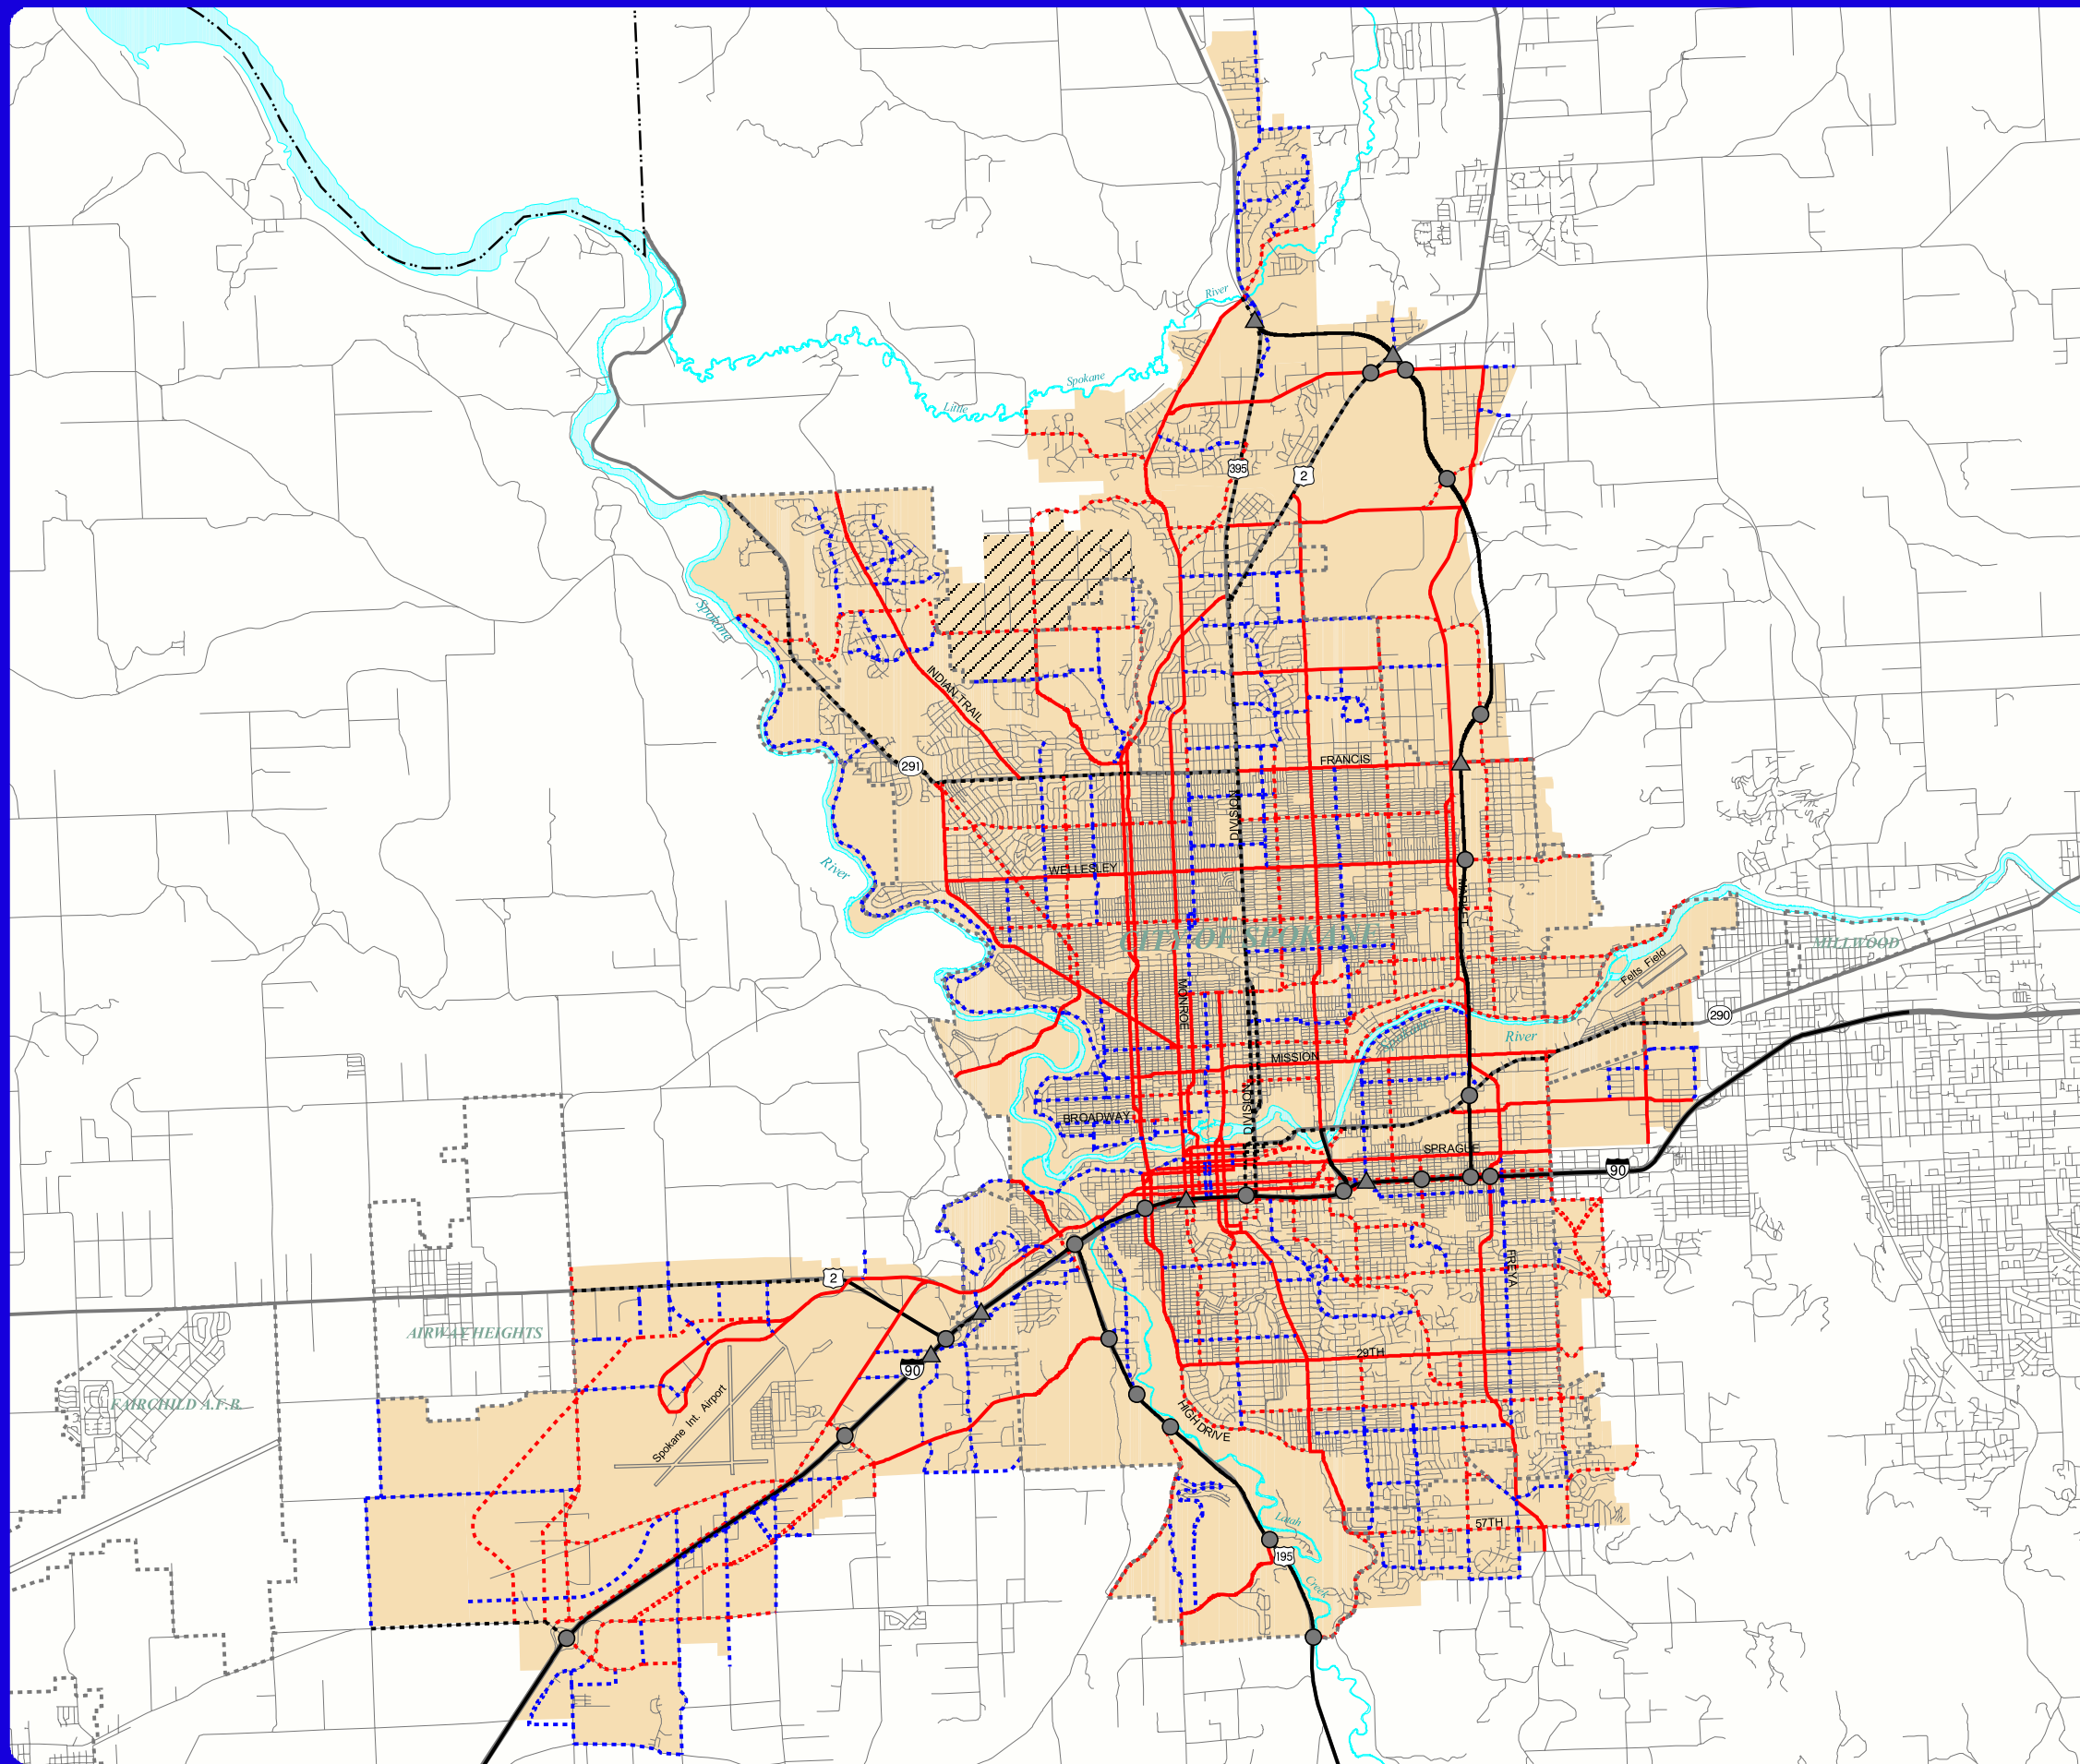 River
Spokane
Little
395
2
Spokane
INDIAN TRAIL
291
FRANCIS
DIVISION
River
WELLESLEY
MARKET
CITY OF SPOKANE
MILLWOOD
Felts Field
MONROE
290
Spokane
River
MISSION
DIVISION
BROADWAY
SPRAGUE
90
FREYA
2
AIRWAY HEIGHTS
29TH
90
FAIRCHILD A.F.B.
Spokane Int. Airport
HIGH DRIVE
Latah
57TH
195
Creek